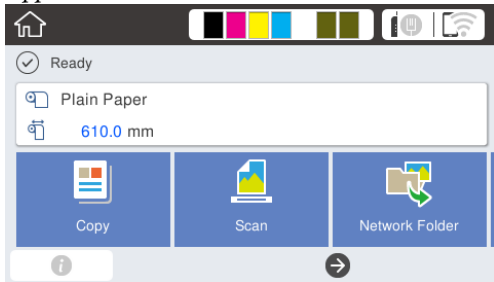 Ready
Plain Paper
610.0 mm
Copy
Scan
Network Folder